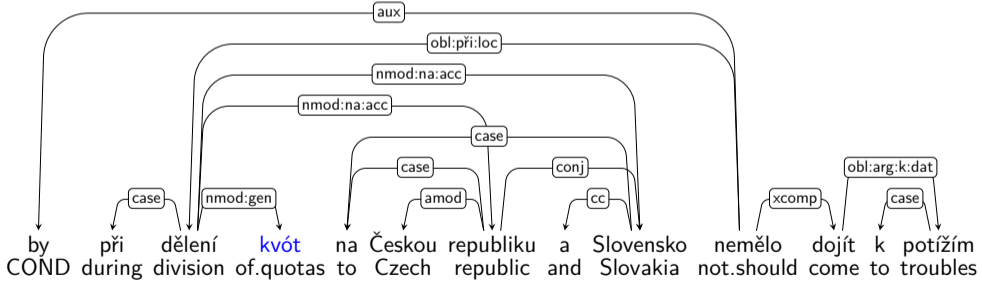 aux
obl:při:loc
nmod:na:acc
nmod:na:acc
case
case conj obl:arg:k:dat
case nmod:gen amod cc xcomp case
by při dělení kvót na Českou republiku a Slovensko nemělo dojít k potížím
COND during division of.quotas to Czech republic and Slovakia not.should come to troubles